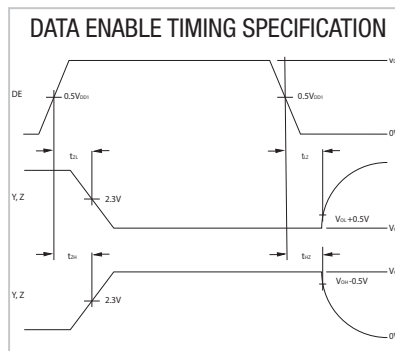 DATA ENABLE TIMING SPECIFICATION
DE
0.5VDD1
0.5VDD1
0V
tZL
tLZ
Y, Z
2.3V
VOL+0.5V
tZH
tHZ
Y, Z
2.3V
VOH-0.5V